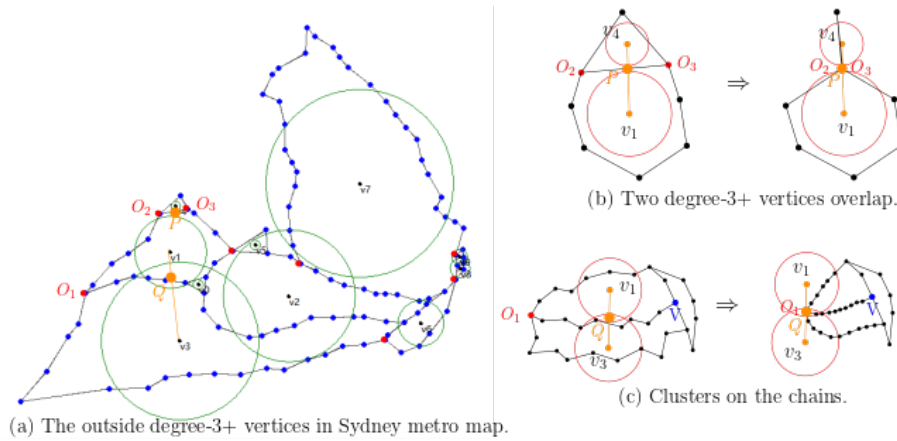 v7
O₂ O₃
P
v1
v5
O₁
Q
v2
v3
v6
(a) The outside degree-3+ vertices in Sydney metro map.
v₄ v₄
O₂ O₃ ⇒ O₂ O₃
P P
v₁ v₁
(b) Two degree-3+ vertices overlap.
v₁ v₁
O₁ V ⇒ O₁ V
Q Q
v₃ v₃
(c) Clusters on the chains.